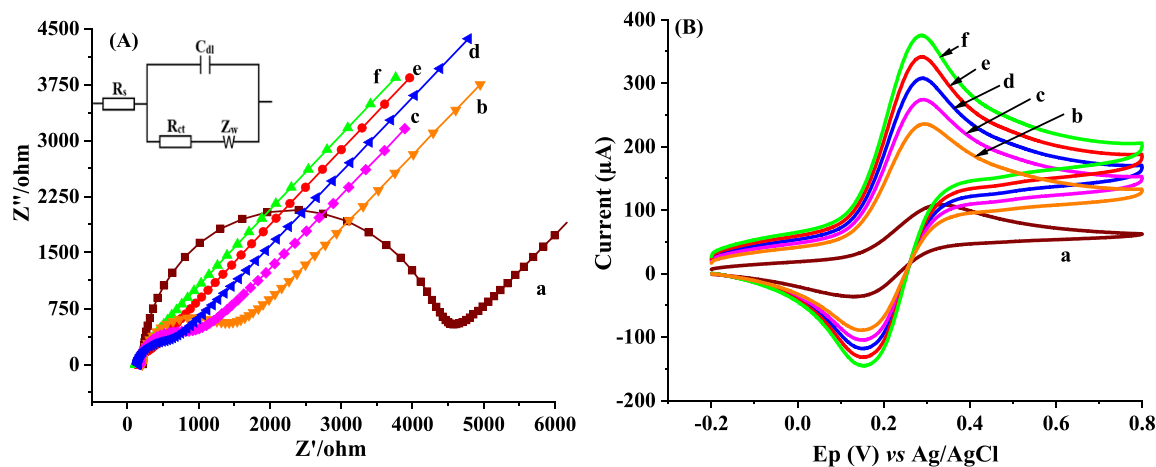 (A)
4500
3750
3000
2250
1500
750
0
Z''/ohm
0
1000
2000
3000
4000
5000
6000
Z'/ohm
Rs
Cdl
Rct
Zw
f
e
d
c
b
a
(B)
400
300
200
100
0
-100
-200
Current (µA)
-0.2
0.0
0.2
0.4
0.6
0.8
Ep (V) vs Ag/AgCl
f
e
d
c
b
a